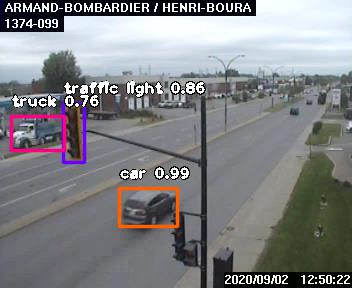 ARMAND-BOMBARDIER / HENRI-BOURA
1374-099
traffic light 0.86
truck 0.76
car 0.99
2020/09/02 12:50:22